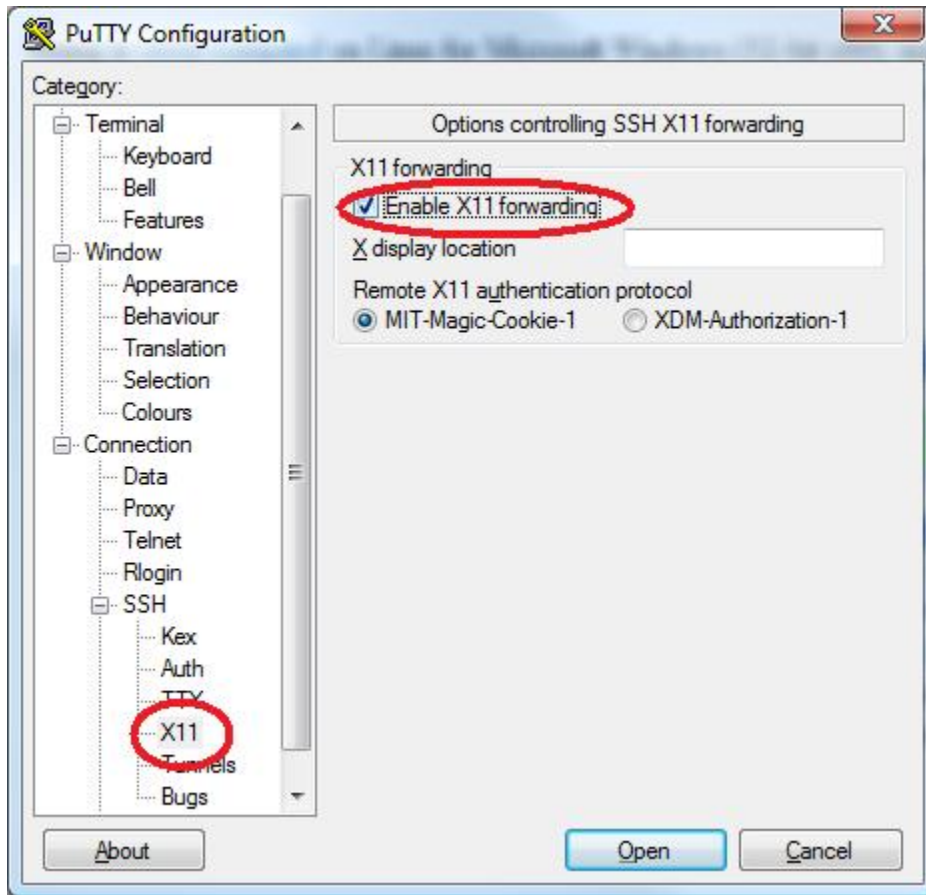 PuTTY Configuration
Category:
Terminal
Keyboard
Bell
Features
Window
Appearance
Behaviour
Translation
Selection
Colours
Connection
Data
Proxy
Telnet
Rlogin
SSH
Kex
Auth
TTY
X11
Tunnels
Bugs
Options controlling SSH X11 forwarding
X11 forwarding
Enable X11 forwarding
X display location
Remote X11 authentication protocol
MIT-Magic-Cookie-1 XDM-Authorization-1
About Open Cancel